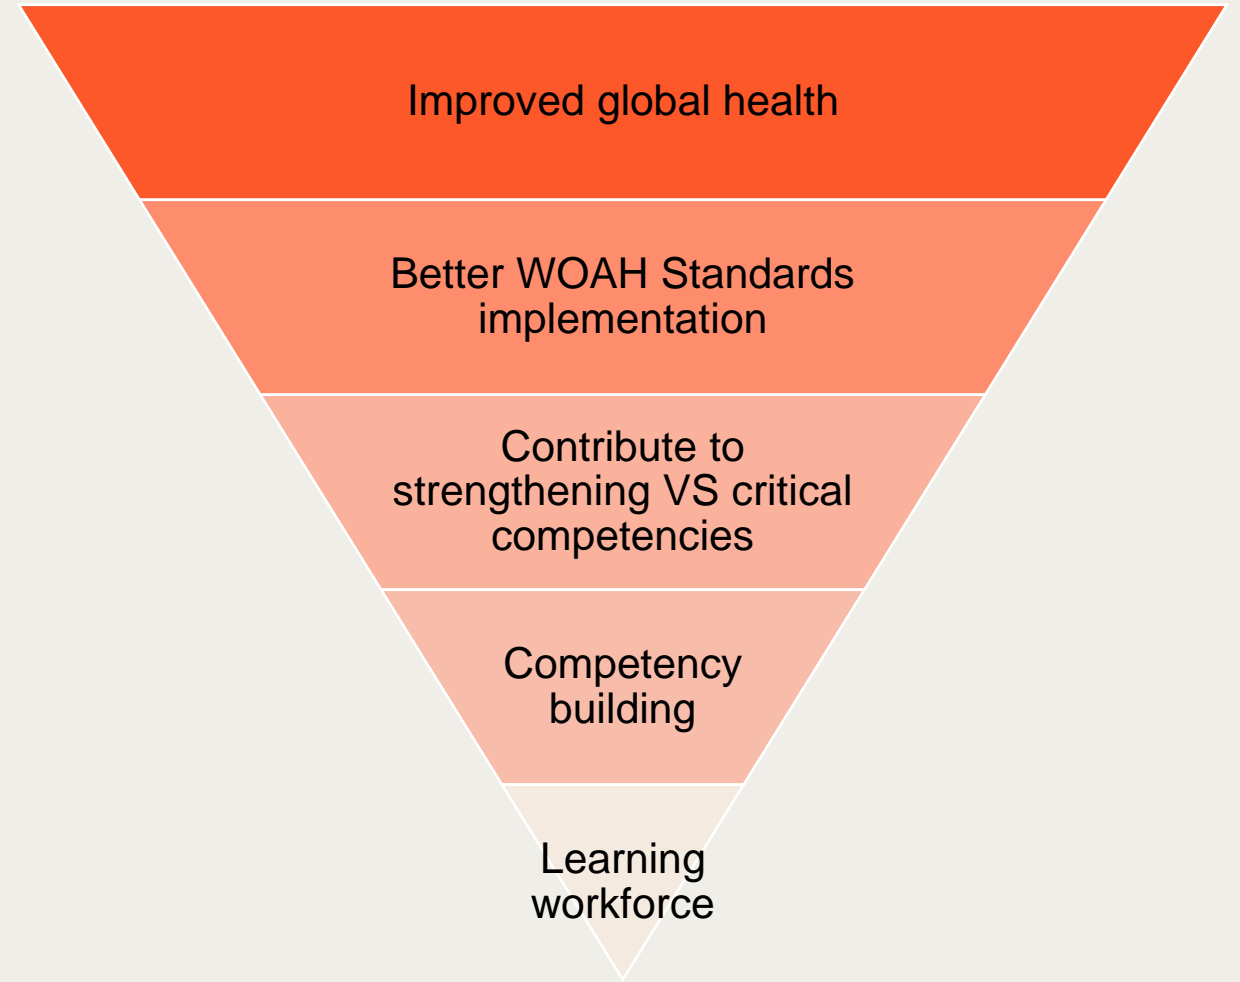 Improved global health
Better WOAH Standards
implementation
Contribute to
strengthening VS critical
competencies
Competency
building
Learning
workforce